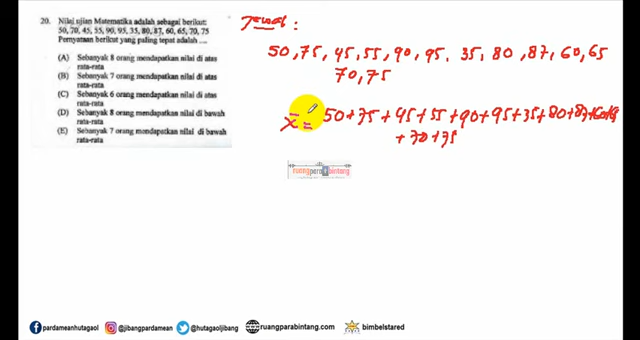 20. Nilai ujian Matematika adalah sebagai berikut:
50, 70, 45, 55, 90, 95, 35, 80, 87, 60, 65, 70, 75
Pernyataan berikut yang paling tepat adalah ....
(A) Sebanyak 8 orang mendapatkan nilai di atas
rata-rata
(B) Sebanyak 7 orang mendapatkan nilai di atas
rata-rata
(C) Sebanyak 6 orang mendapatkan nilai di atas
rata-rata
(D) Sebanyak 8 orang mendapatkan nilai di bawah
rata-rata
(E) Sebanyak 7 orang mendapatkan nilai di bawah
rata-rata
50, 75, 45, 55, 90, 95, 35, 80, 87, 60, 65
70, 75
x̄ = 50+75+45+55+90+95+35+80+87+60+65
+70+75
ruangparabintang
pardameanhutagaol @jibangpardamean @hutagaoljibang ruangparabintang.com bimbelstared